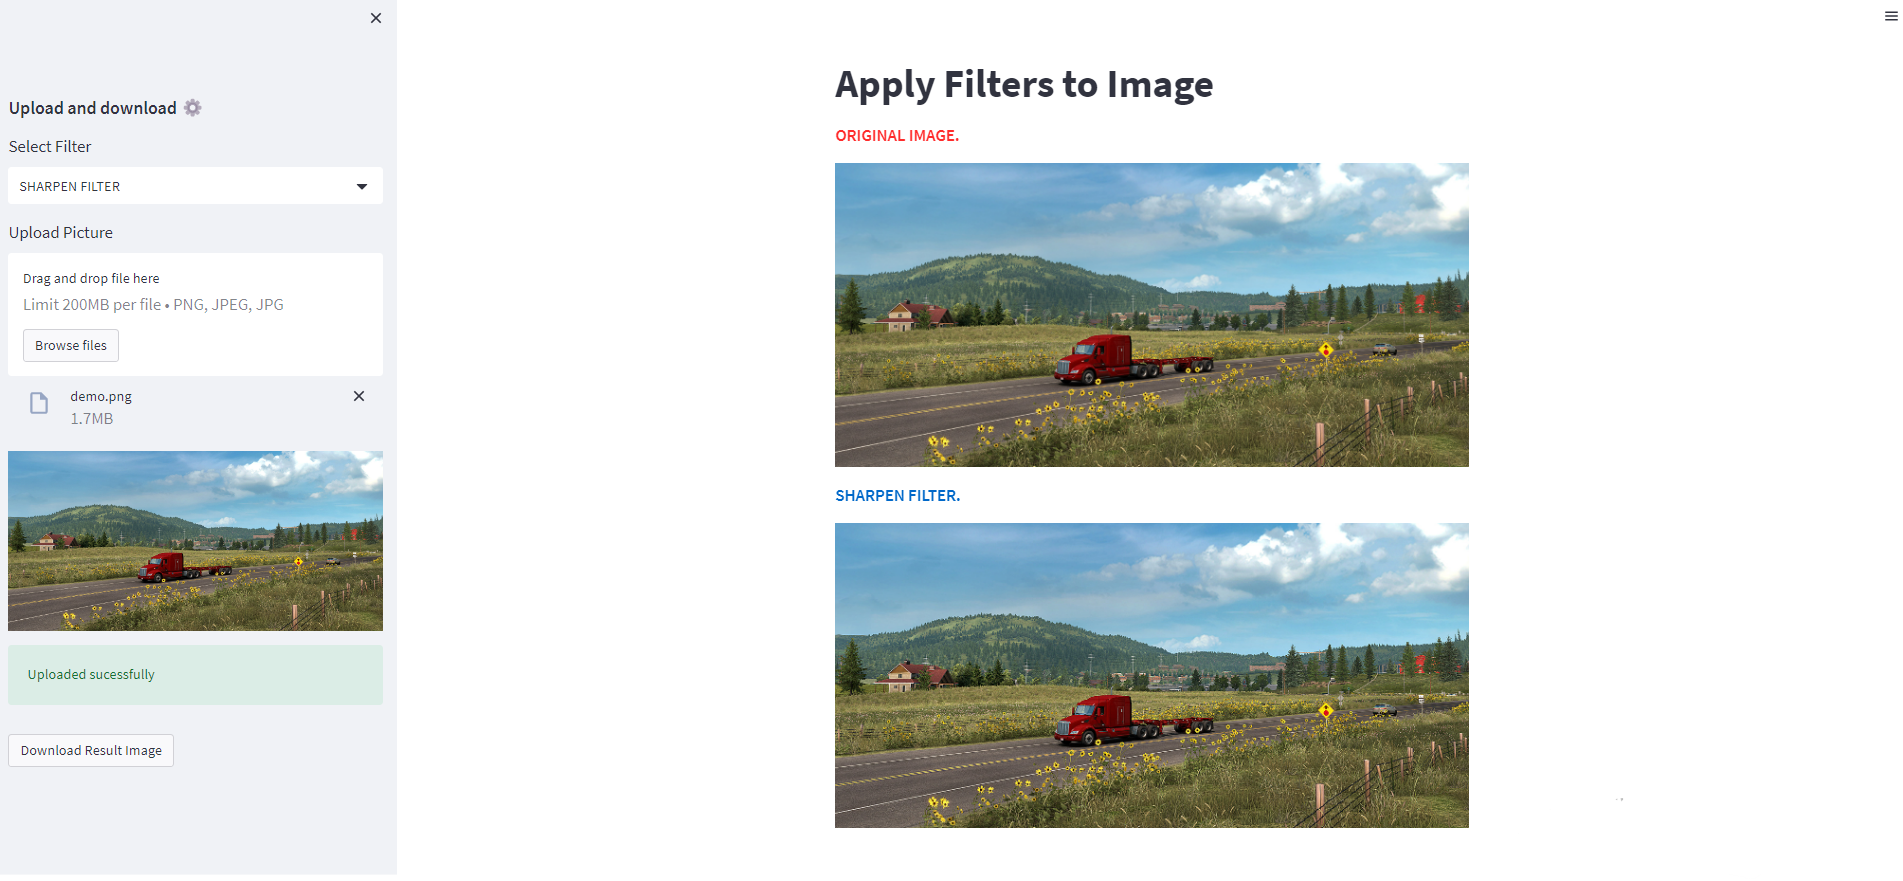 Upload and download
Select Filter
SHARPEN FILTER
Upload Picture
Drag and drop file here
Limit 200MB per file • PNG, JPEG, JPG
Browse files
demo.png
1.7MB
Uploaded sucessfully
Download Result Image
Apply Filters to Image
ORIGINAL IMAGE.
SHARPEN FILTER.